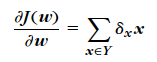 ∂J(w)/∂w = ∑_{x∈Y} δ_x x